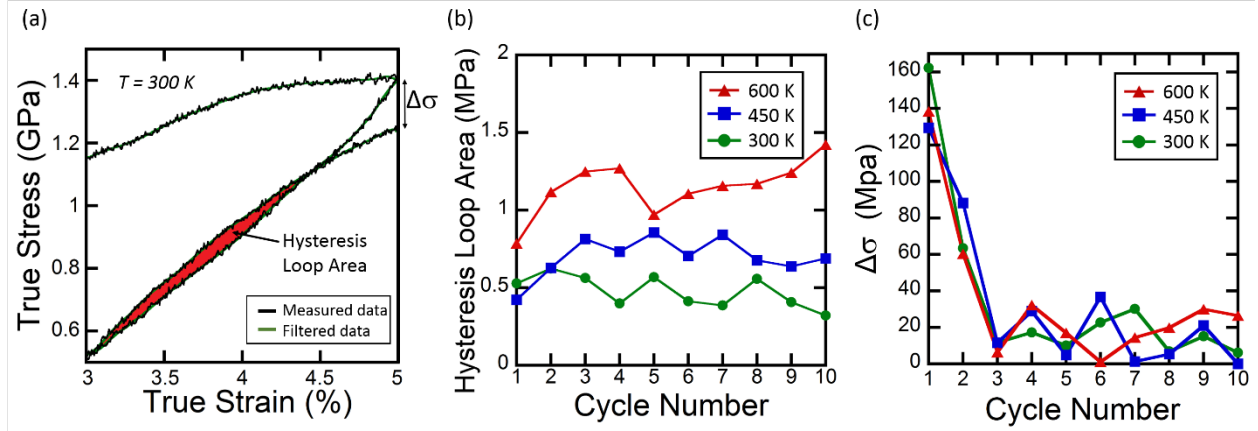 (a)
True Stress (GPa)
1.4
1.2
1
0.8
0.6
T = 300 K
Δσ
Hysteresis
Loop Area
Measured data
Filtered data
3 3.5 4 4.5 5
True Strain (%)
(b)
Hysteresis Loop Area (MPa)
2
1.5
1
0.5
0
600 K
450 K
300 K
1 2 3 4 5 6 7 8 9 10
Cycle Number
(c)
Δσ (Mpa)
160
140
120
100
80
60
40
20
0
600 K
450 K
300 K
1 2 3 4 5 6 7 8 9 10
Cycle Number